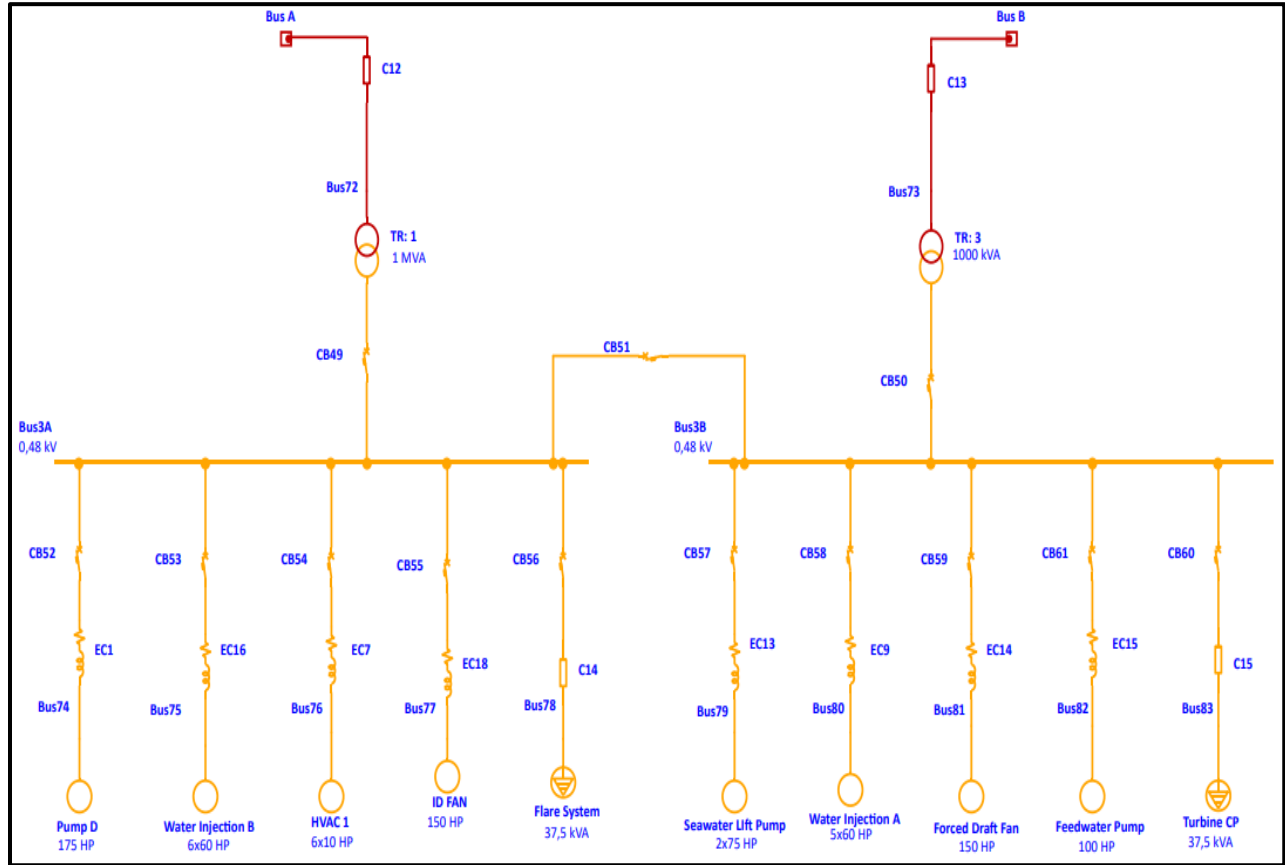 Bus A
Bus B
C12
C13
Bus72
Bus73
TR: 1
1 MVA
TR: 3
1000 kVA
CB49
CB51
CB50
Bus3A
0,48 kV
Bus3B
0,48 kV
CB52
CB53
CB54
CB55
CB56
CB57
CB58
CB59
CB61
CB60
EC1
EC16
EC7
EC18
C14
EC13
EC9
EC14
EC15
C15
Bus74
Bus75
Bus76
Bus77
Bus78
Bus79
Bus80
Bus81
Bus82
Bus83
Pump D
175 HP
Water Injection B
6x60 HP
HVAC 1
6x10 HP
ID FAN
150 HP
Flare System
37,5 kVA
Seawater LIft Pump
2x75 HP
Water Injection A
5x60 HP
Forced Draft Fan
150 HP
Feedwater Pump
100 HP
Turbine CP
37,5 kVA